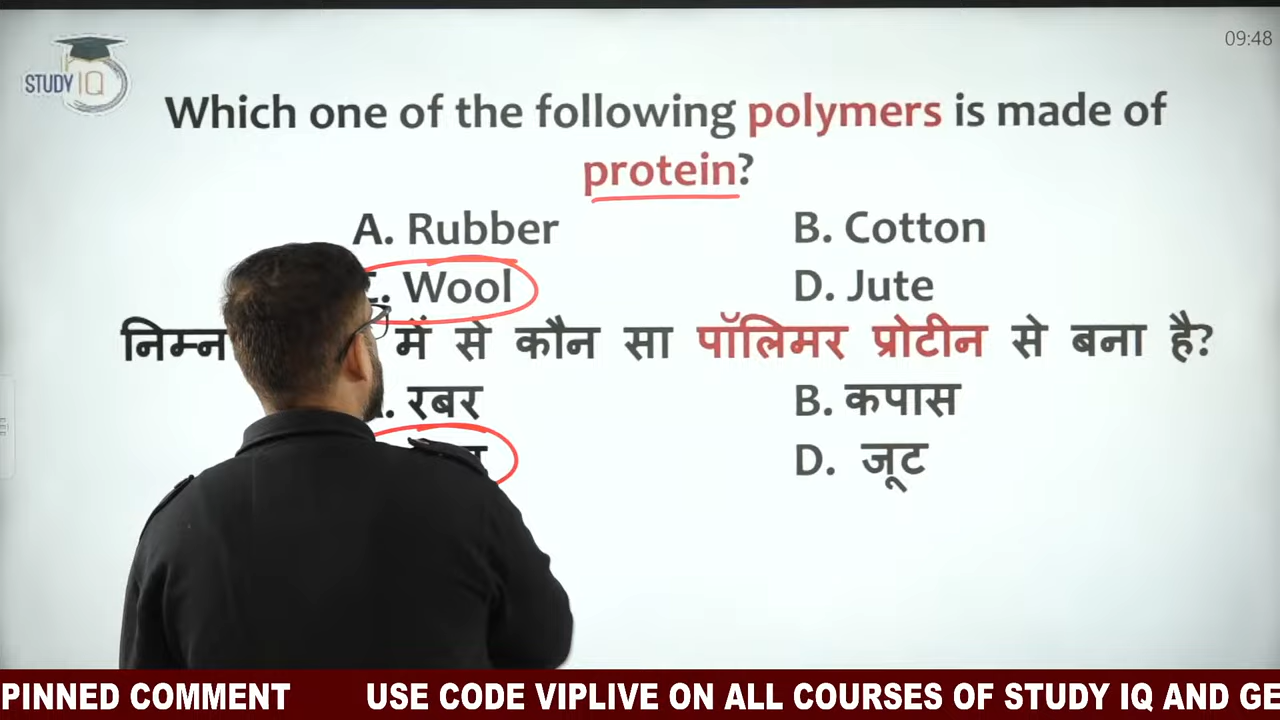 09:48
STUDY IQ
Which one of the following polymers is made of
protein?
A. Rubber B. Cotton
C. Wool D. Jute
निम्न में से कौन सा पॉलिमर प्रोटीन से बना है?
रबर B. कपास
D. जूट
PINNED COMMENT USE CODE VIPLIVE ON ALL COURSES OF STUDY IQ AND GE